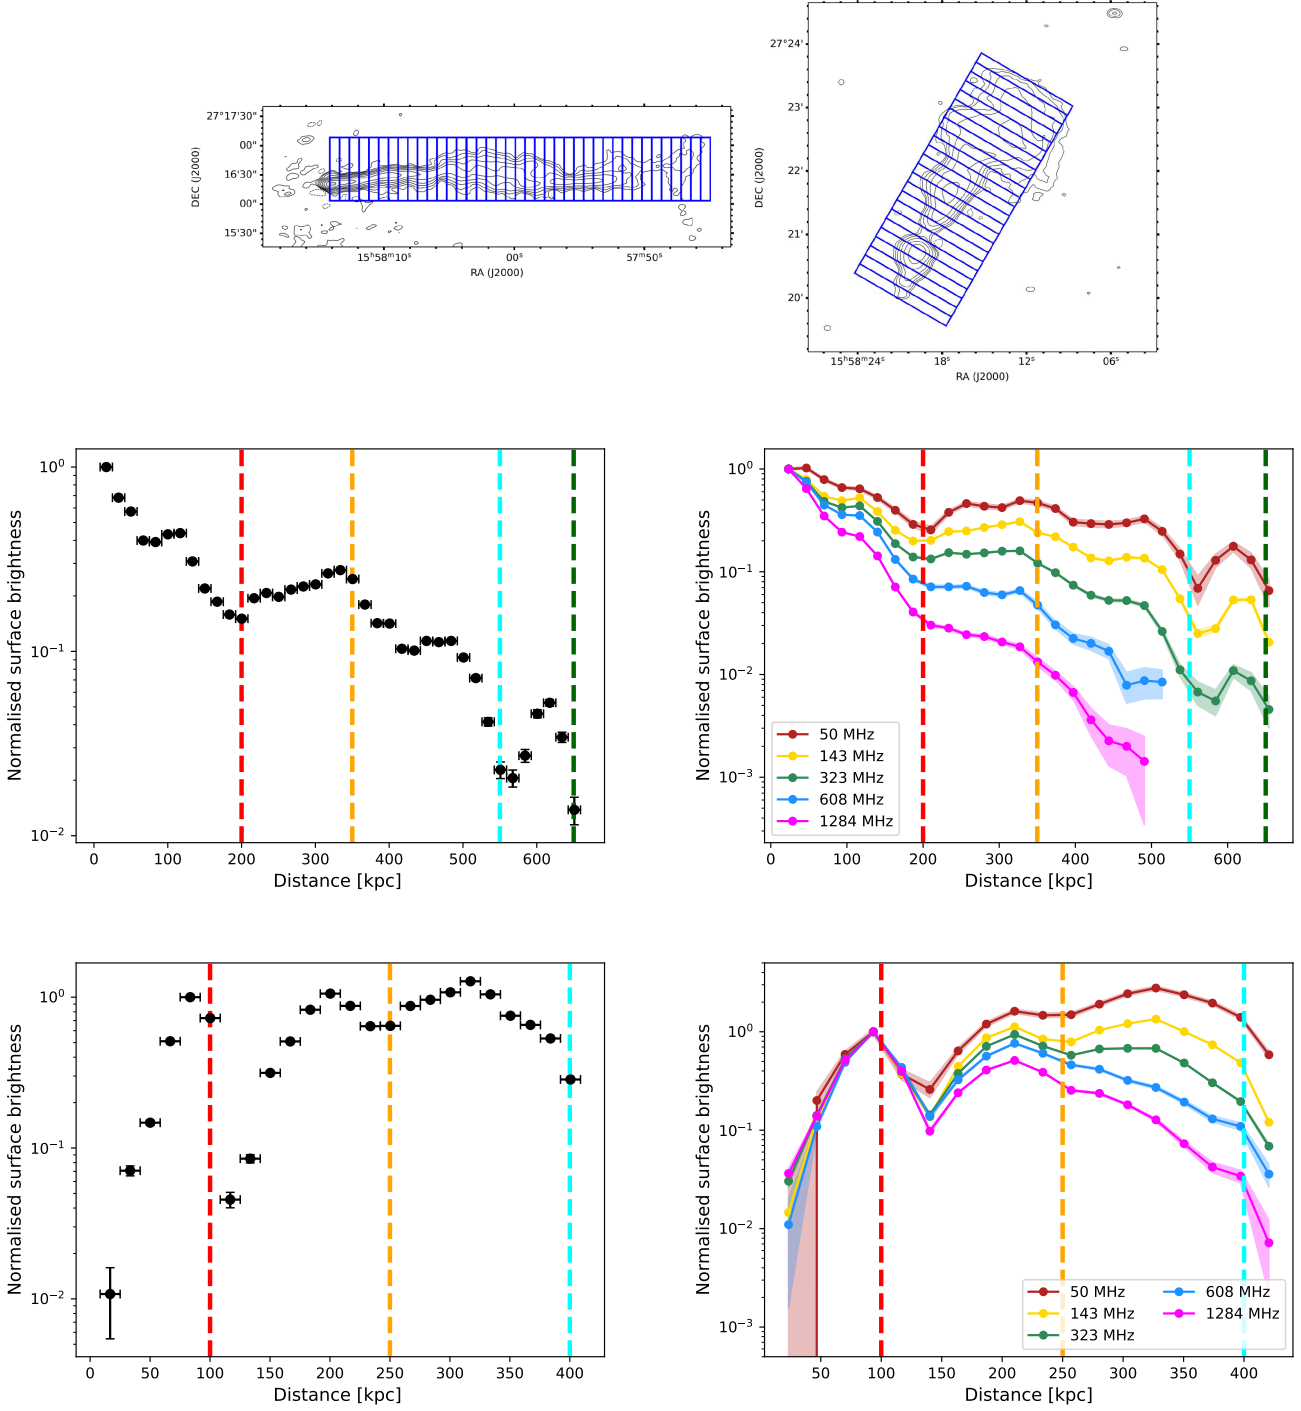 27°17'30"
00"
16'30"
00"
15'30"
DEC (J2000)
15ʰ58ᵐ10ˢ 00ˢ 57ᵐ50ˢ
RA (J2000)
27°24'
23'
22'
21'
20'
DEC (J2000)
15ʰ58ᵐ24ˢ 18ˢ 12ˢ 06ˢ
RA (J2000)
Normalised surface brightness
10⁰
10⁻¹
10⁻²
0 100 200 300 400 500 600
Distance [kpc]
Normalised surface brightness
10⁰
10⁻¹
10⁻²
10⁻³
50 MHz
143 MHz
323 MHz
608 MHz
1284 MHz
0 100 200 300 400 500 600
Distance [kpc]
Normalised surface brightness
10⁰
10⁻¹
10⁻²
0 50 100 150 200 250 300 350 400
Distance [kpc]
Normalised surface brightness
10⁰
10⁻¹
10⁻²
10⁻³
50 MHz 608 MHz
143 MHz 1284 MHz
323 MHz
50 100 150 200 250 300 350 400
Distance [kpc]